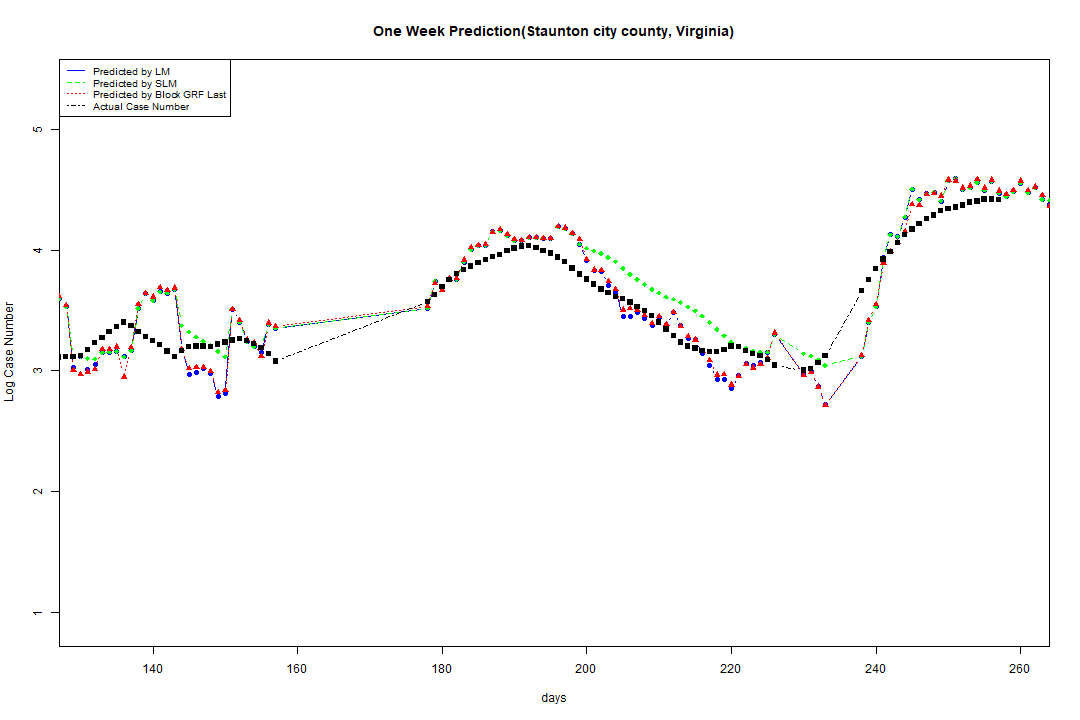 One Week Prediction(Staunton city county, Virginia)
Predicted by LM
Predicted by SLM
Predicted by Block GRF Last
Actual Case Number
5
4
3
2
1
Log Case Number
140 160 180 200 220 240 260
days